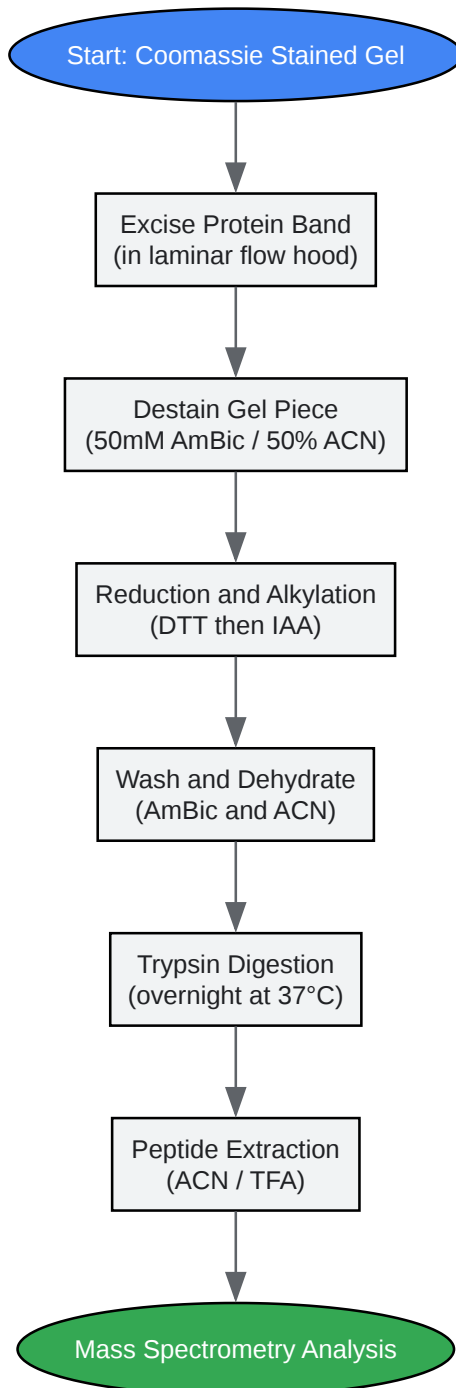 Start: Coomassie Stained Gel
Excise Protein Band
(in laminar flow hood)
Destain Gel Piece
(50mM AmBic / 50% ACN)
Reduction and Alkylation
(DTT then IAA)
Wash and Dehydrate
(AmBic and ACN)
Trypsin Digestion
(overnight at 37°C)
Peptide Extraction
(ACN / TFA)
Mass Spectrometry Analysis